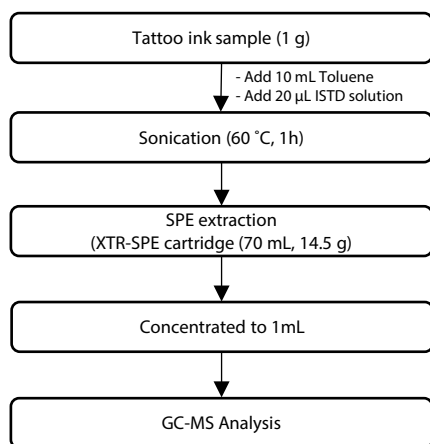 Tattoo ink sample (1 g)
- Add 10 mL Toluene
- Add 20 µL ISTD solution
Sonication (60 ˚C, 1h)
SPE extraction
(XTR-SPE cartridge (70 mL, 14.5 g)
Concentrated to 1mL
GC-MS Analysis